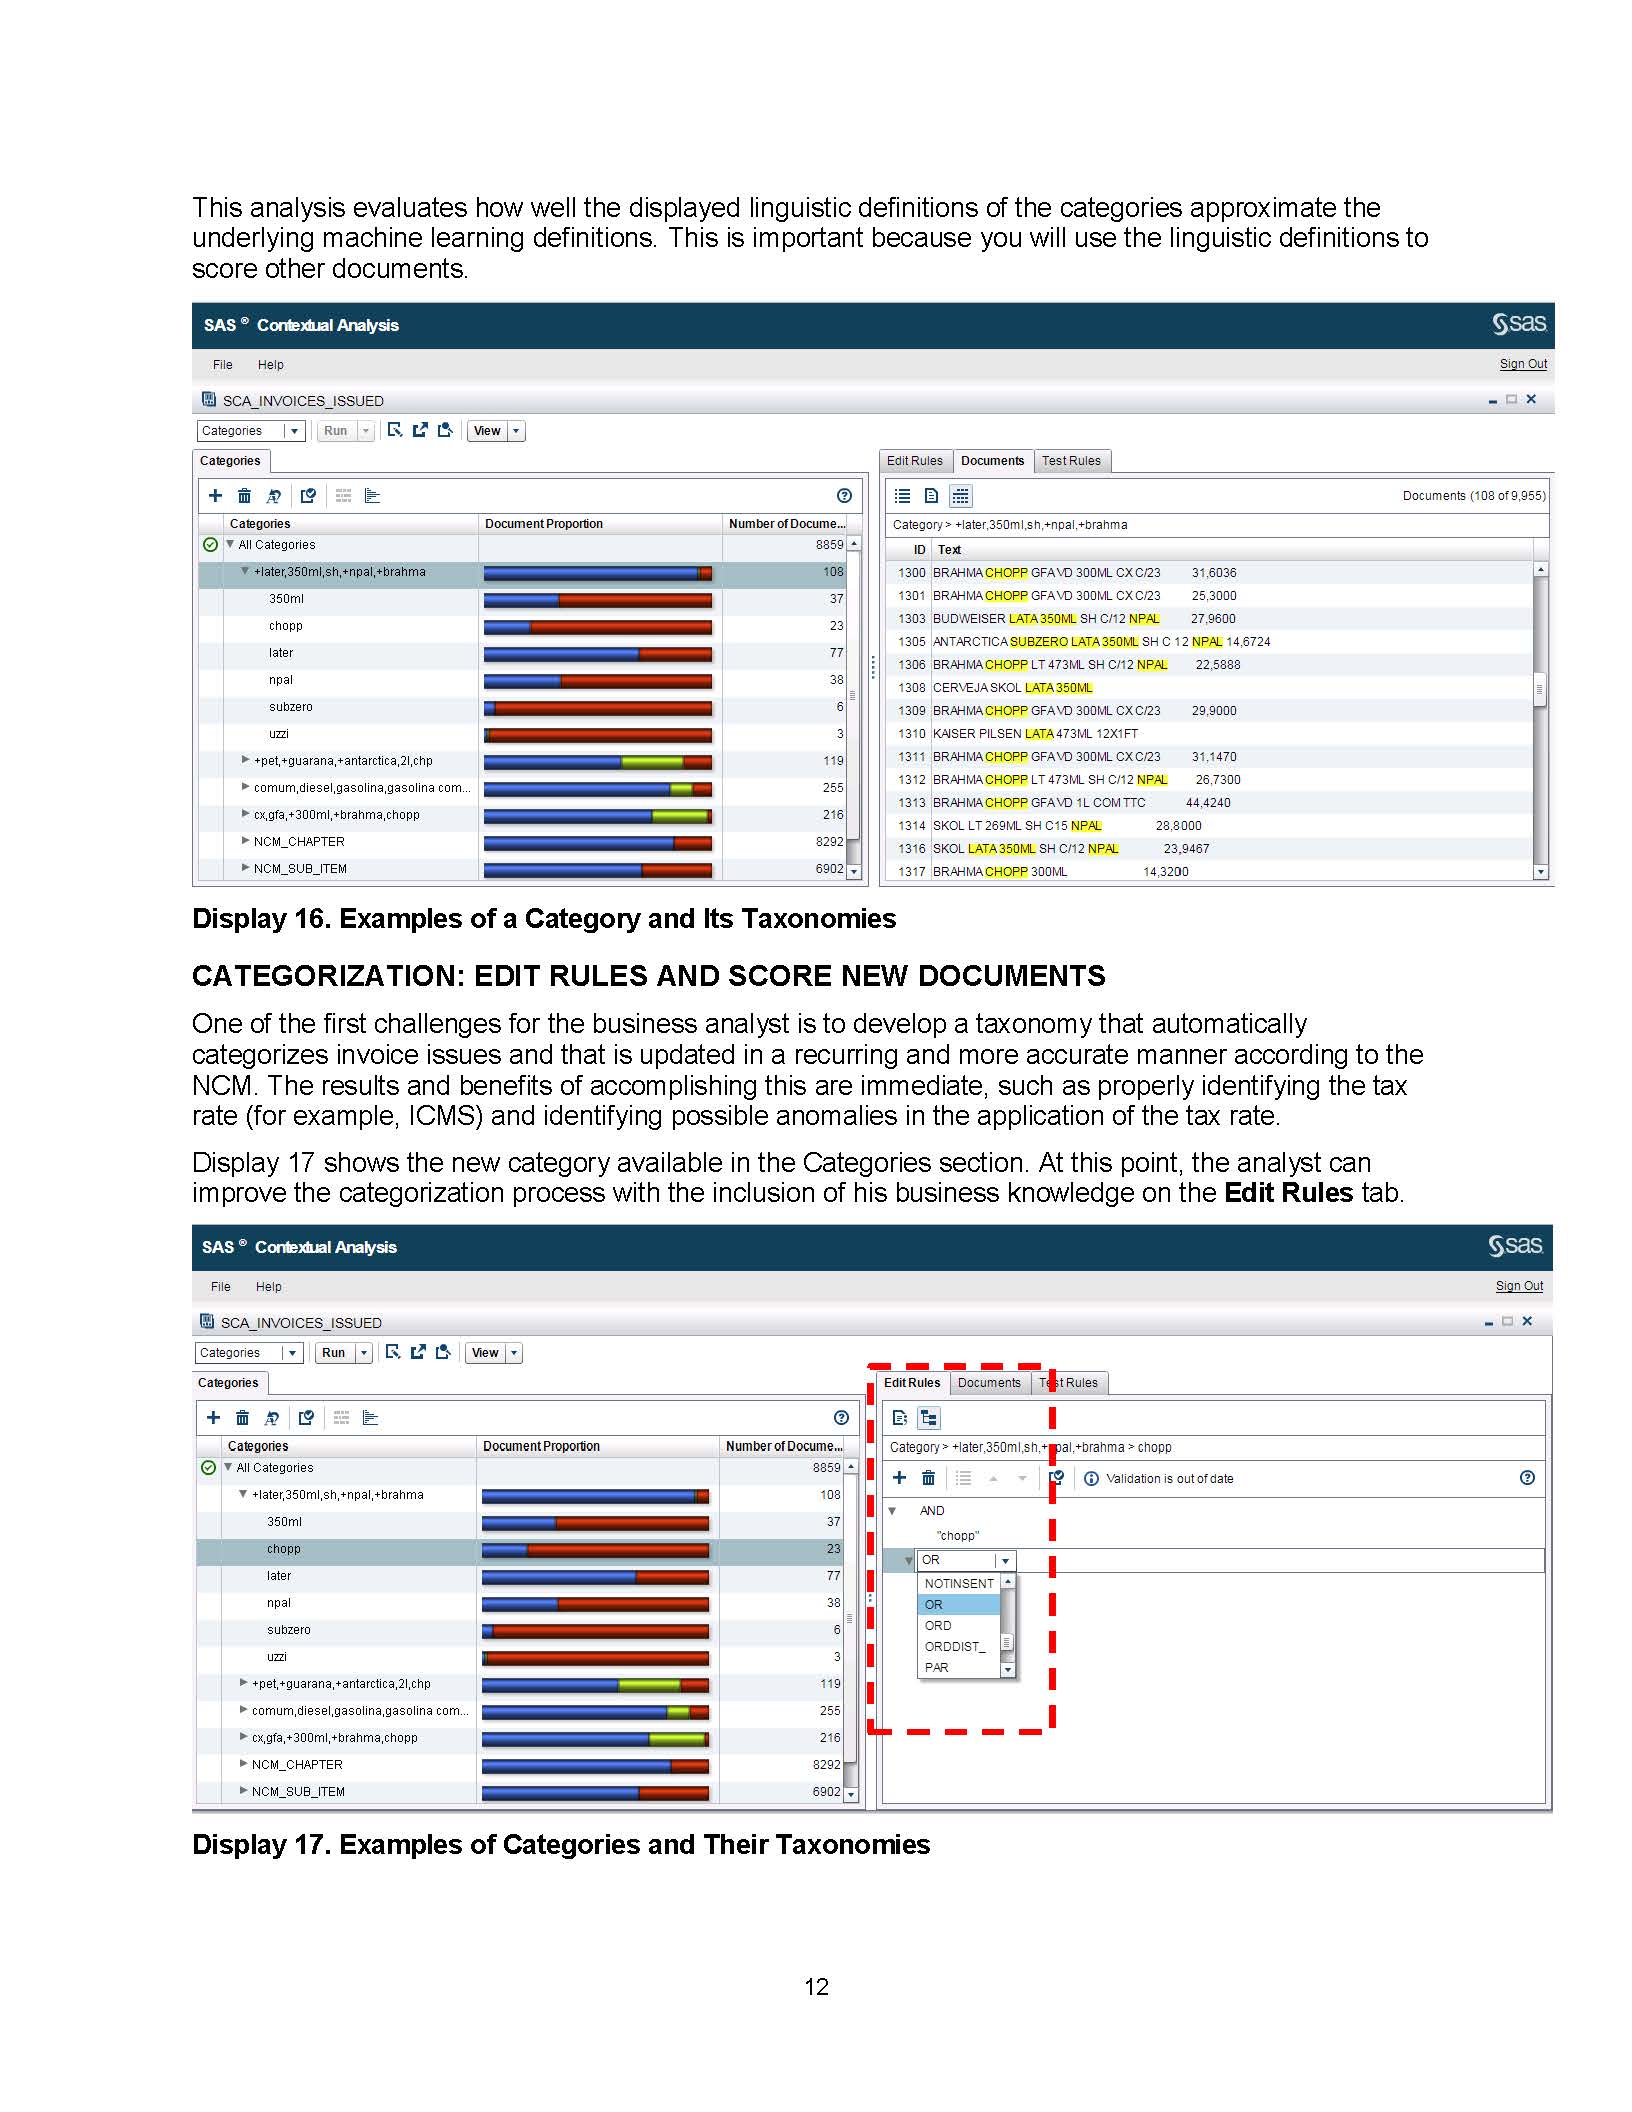 This analysis evaluates how well the displayed linguistic definitions of the categories approximate the
underlying machine learning definitions. This is important because you will use the linguistic definitions to
score other documents.
SAS ® Contextual Analysis
sas
File Help
Sign Out
SCA_INVOICES_ISSUED
Categories Run View
Categories
Categories Document Proportion Number of Docume...
All Categories 8859
+later,350ml,sh,+npal,+brahma 108
350ml 37
chopp 23
later 77
npal 38
subzero 6
uzzi 3
+pet,+guarana,+antarctica,2l,chp 119
comum,diesel,gasolina,gasolina com... 255
cx,gfa,+300ml,+brahma,chopp 216
NCM_CHAPTER 8292
NCM_SUB_ITEM 6902
Edit Rules Documents Test Rules
Documents (108 of 9,955)
Category > +later,350ml,sh,+npal,+brahma
ID Text
1300 BRAHMA CHOPP GFA VD 300ML CX C/23 31,6036
1301 BRAHMA CHOPP GFA VD 300ML CX C/23 25,3000
1303 BUDWEISER LATA 350ML SH C/12 NPAL 27,9600
1305 ANTARCTICA SUBZERO LATA 350ML SH C 12 NPAL 14,6724
1306 BRAHMA CHOPP LT 473ML SH C/12 NPAL 22,5888
1308 CERVEJA SKOL LATA 350ML
1309 BRAHMA CHOPP GFA VD 300ML CX C/23 29,9000
1310 KAISER PILSEN LATA 473ML 12X1FT
1311 BRAHMA CHOPP GFA VD 300ML CX C/23 31,1470
1312 BRAHMA CHOPP LT 473ML SH C/12 NPAL 26,7300
1313 BRAHMA CHOPP GFA VD 1L COM TTC 44,4240
1314 SKOL LT 269ML SH C15 NPAL 28,8000
1316 SKOL LATA 350ML SH C/12 NPAL 23,9467
1317 BRAHMA CHOPP 300ML 14,3200
Display 16. Examples of a Category and Its Taxonomies
CATEGORIZATION: EDIT RULES AND SCORE NEW DOCUMENTS
One of the first challenges for the business analyst is to develop a taxonomy that automatically
categorizes invoice issues and that is updated in a recurring and more accurate manner according to the
NCM. The results and benefits of accomplishing this are immediate, such as properly identifying the tax
rate (for example, ICMS) and identifying possible anomalies in the application of the tax rate.
Display 17 shows the new category available in the Categories section. At this point, the analyst can
improve the categorization process with the inclusion of his business knowledge on the Edit Rules tab.
SAS ® Contextual Analysis
sas
File Help
Sign Out
SCA_INVOICES_ISSUED
Categories Run View
Categories
Categories Document Proportion Number of Docume...
All Categories 8859
+later,350ml,sh,+npal,+brahma 108
350ml 37
chopp 23
later 77
npal 38
subzero 6
uzzi 3
+pet,+guarana,+antarctica,2l,chp 119
comum,diesel,gasolina,gasolina com... 255
cx,gfa,+300ml,+brahma,chopp 216
NCM_CHAPTER 8292
NCM_SUB_ITEM 6902
Edit Rules Documents Test Rules
Category > +later,350ml,sh,+npal,+brahma > chopp
Validation is out of date
AND
"chopp"
OR
NOTINSENT
OR
ORD
ORDDIST_
PAR
Display 17. Examples of Categories and Their Taxonomies
12